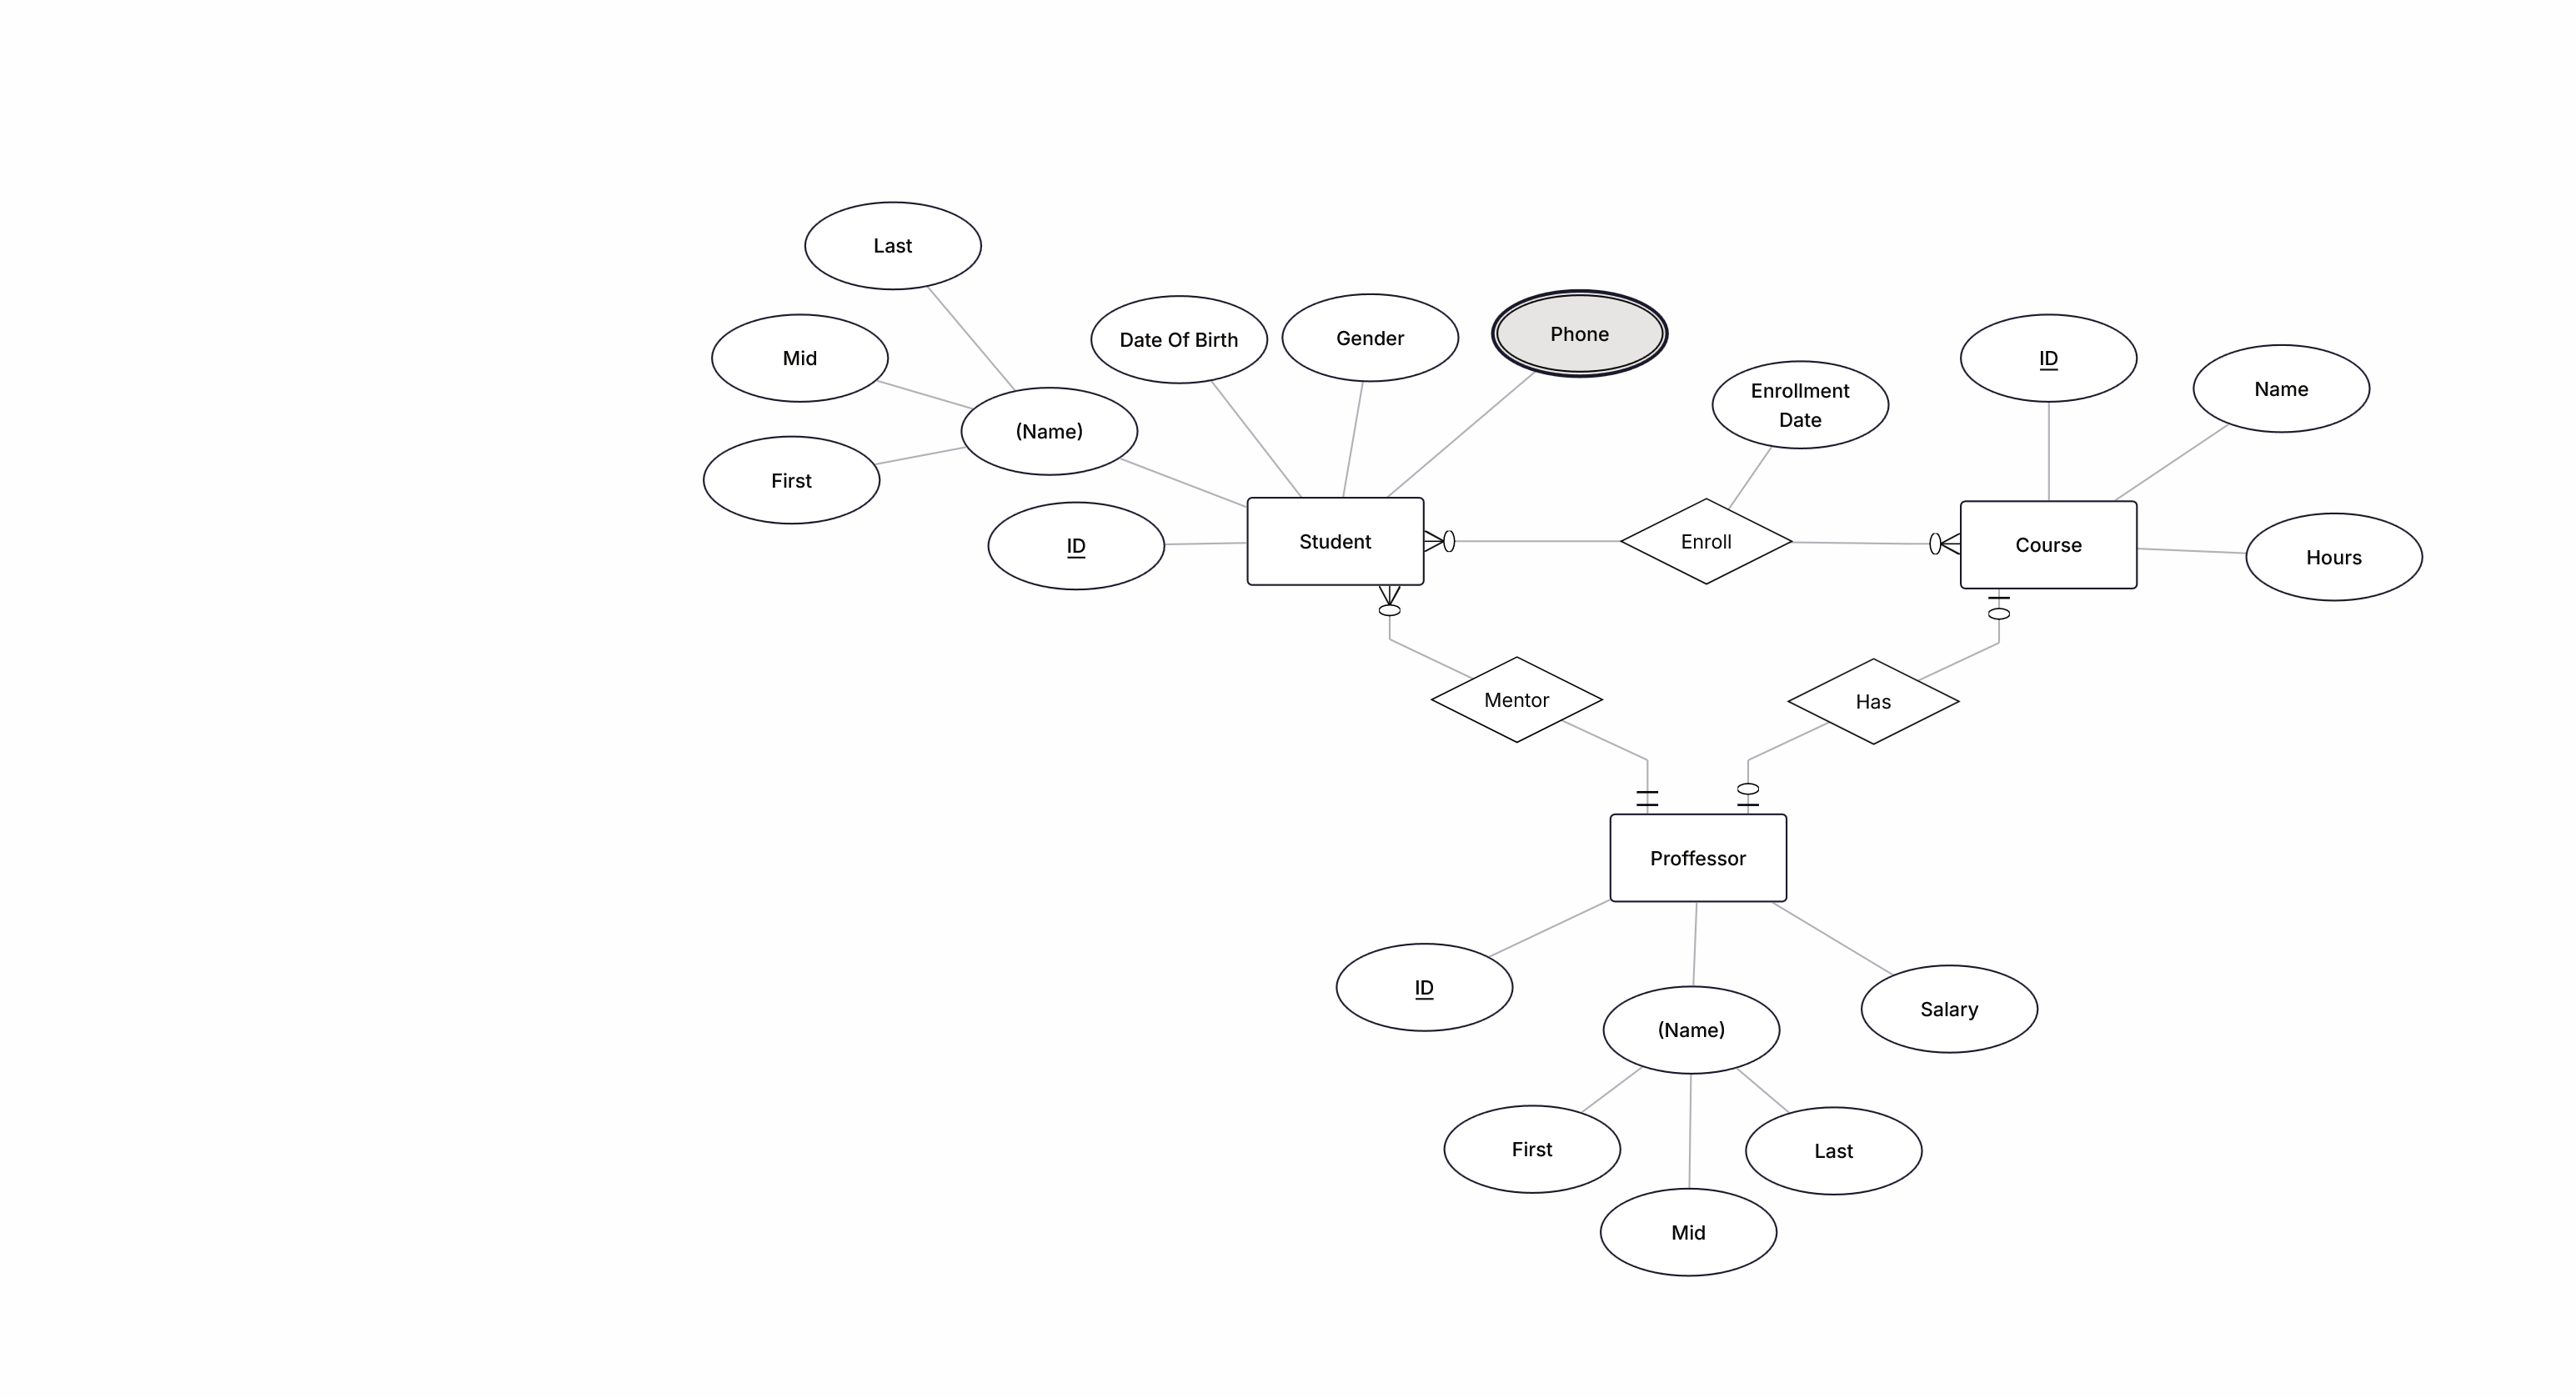 Last
Mid
Date Of Birth
Gender
Phone
(Name)
First
ID
Student
Enrollment
Date
Enroll
ID
Name
Course
Hours
Mentor
Has
Proffessor
ID
(Name)
Salary
First
Last
Mid